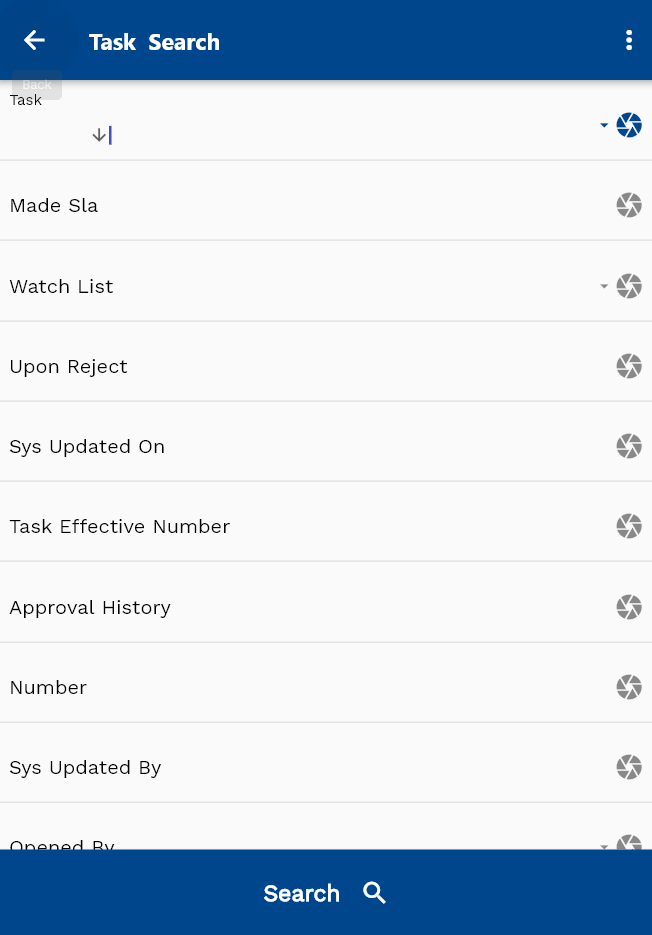 Task Search
Back
Task
Made Sla
Watch List
Upon Reject
Sys Updated On
Task Effective Number
Approval History
Number
Sys Updated By
Opened By
Search